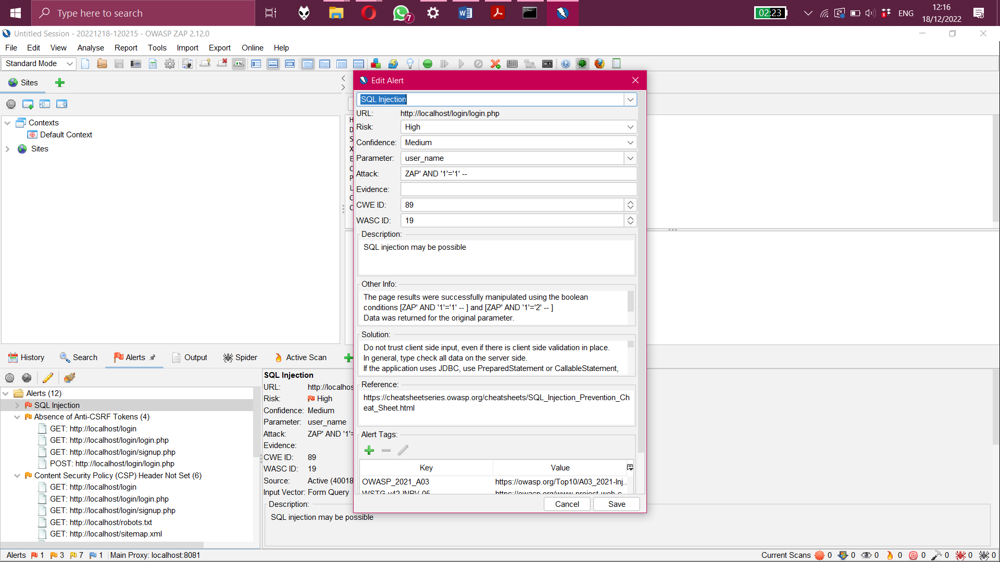 Type here to search
7
02:23
ENG
12:16
18/12/2022
Untitled Session - 20221218-120215 - OWASP ZAP 2.12.0
File Edit View Analyse Report Tools Import Export Online Help
Standard Mode
Sites
Contexts
Default Context
Sites
H
D
S
X
E
C
P
L
C
C
Edit Alert
SQL Injection
URL: http://localhost/login/login.php
Risk: High
Confidence: Medium
Parameter: user_name
Attack: ZAP' AND '1'='1' --
Evidence:
CWE ID: 89
WASC ID: 19
Description:
SQL injection may be possible
Other Info:
The page results were successfully manipulated using the boolean
conditions [ZAP' AND '1'='1' -- ] and [ZAP' AND '1'='2' -- ]
Data was returned for the original parameter.
Solution:
Do not trust client side input, even if there is client side validation in place.
In general, type check all data on the server side.
If the application uses JDBC, use PreparedStatement or CallableStatement,
Reference:
https://cheatsheetseries.owasp.org/cheatsheets/SQL_Injection_Prevention_Ch
eat_Sheet.html
Alert Tags:
Key Value
OWASP_2021_A03 https://owasp.org/Top10/A03_2021-Inj...
Cancel Save
History Search Alerts Output Spider Active Scan
Alerts (12)
SQL Injection
Absence of Anti-CSRF Tokens (4)
GET: http://localhost/login
GET: http://localhost/login/login.php
GET: http://localhost/login/signup.php
POST: http://localhost/login/login.php
Content Security Policy (CSP) Header Not Set (6)
GET: http://localhost/login
GET: http://localhost/login/login.php
GET: http://localhost/login/signup.php
GET: http://localhost/robots.txt
GET: http://localhost/sitemap.xml
SQL Injection
URL: http://localhos
Risk: High
Confidence: Medium
Parameter: user_name
Attack: ZAP' AND '1'=
Evidence:
CWE ID: 89
WASC ID: 19
Source: Active (40018
Input Vector: Form Query
Description:
SQL injection may be possible
Alerts 1 3 7 1 Main Proxy: localhost:8081
Current Scans 0 0 0 0 0 0 0 0